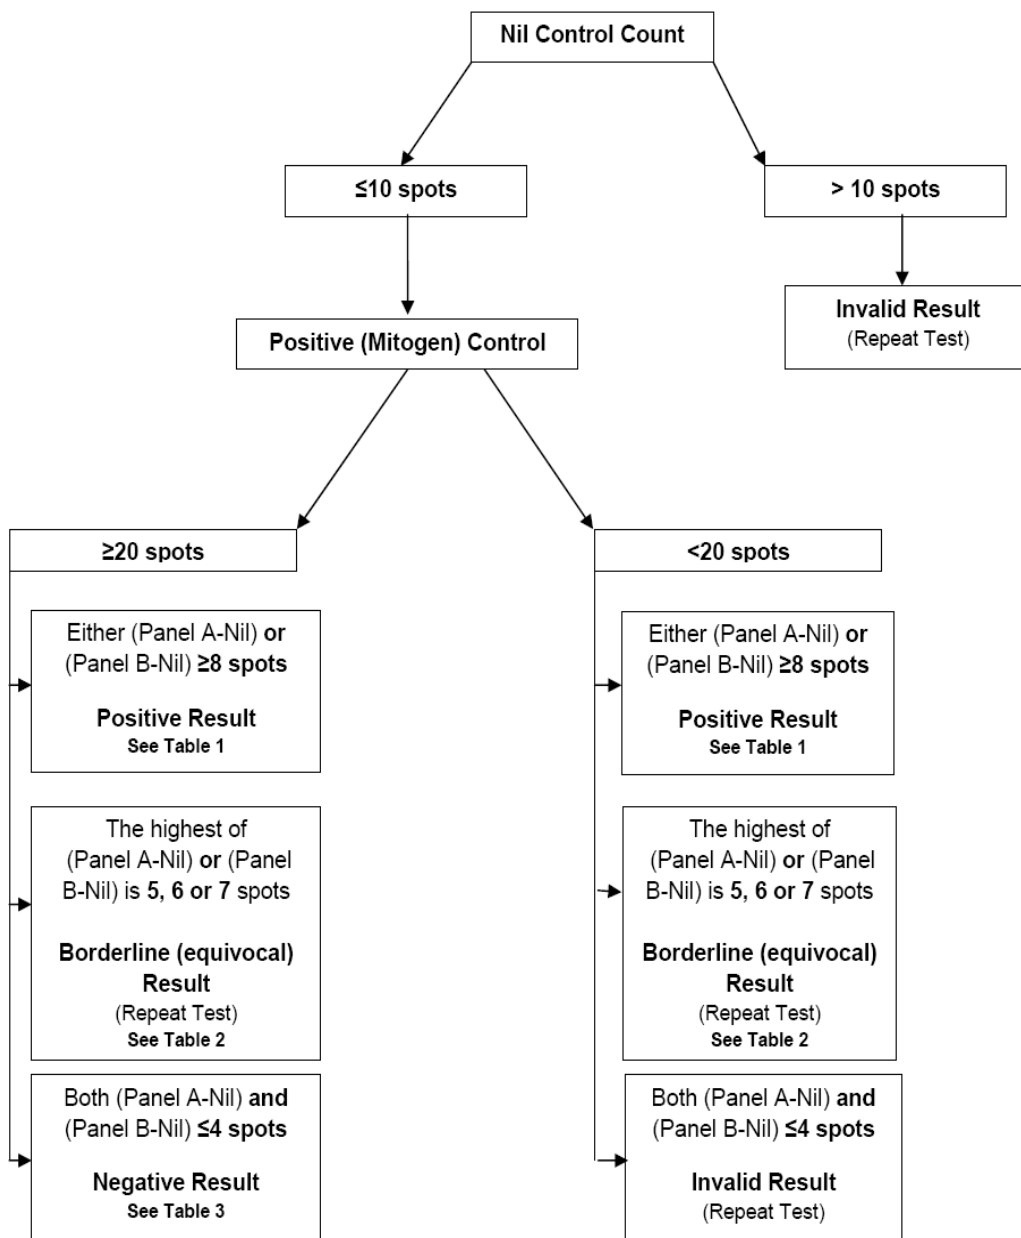 Nil Control Count
≤10 spots
> 10 spots
Invalid Result
(Repeat Test)
Positive (Mitogen) Control
≥20 spots
<20 spots
Either (Panel A-Nil) or
(Panel B-Nil) ≥8 spots
Positive Result
See Table 1
The highest of
(Panel A-Nil) or (Panel
B-Nil) is 5, 6 or 7 spots
Borderline (equivocal)
Result
(Repeat Test)
See Table 2
Both (Panel A-Nil) and
(Panel B-Nil) ≤4 spots
Negative Result
See Table 3
Either (Panel A-Nil) or
(Panel B-Nil) ≥8 spots
Positive Result
See Table 1
The highest of
(Panel A-Nil) or (Panel
B-Nil) is 5, 6 or 7 spots
Borderline (equivocal)
Result
(Repeat Test)
See Table 2
Both (Panel A-Nil) and
(Panel B-Nil) ≤4 spots
Invalid Result
(Repeat Test)